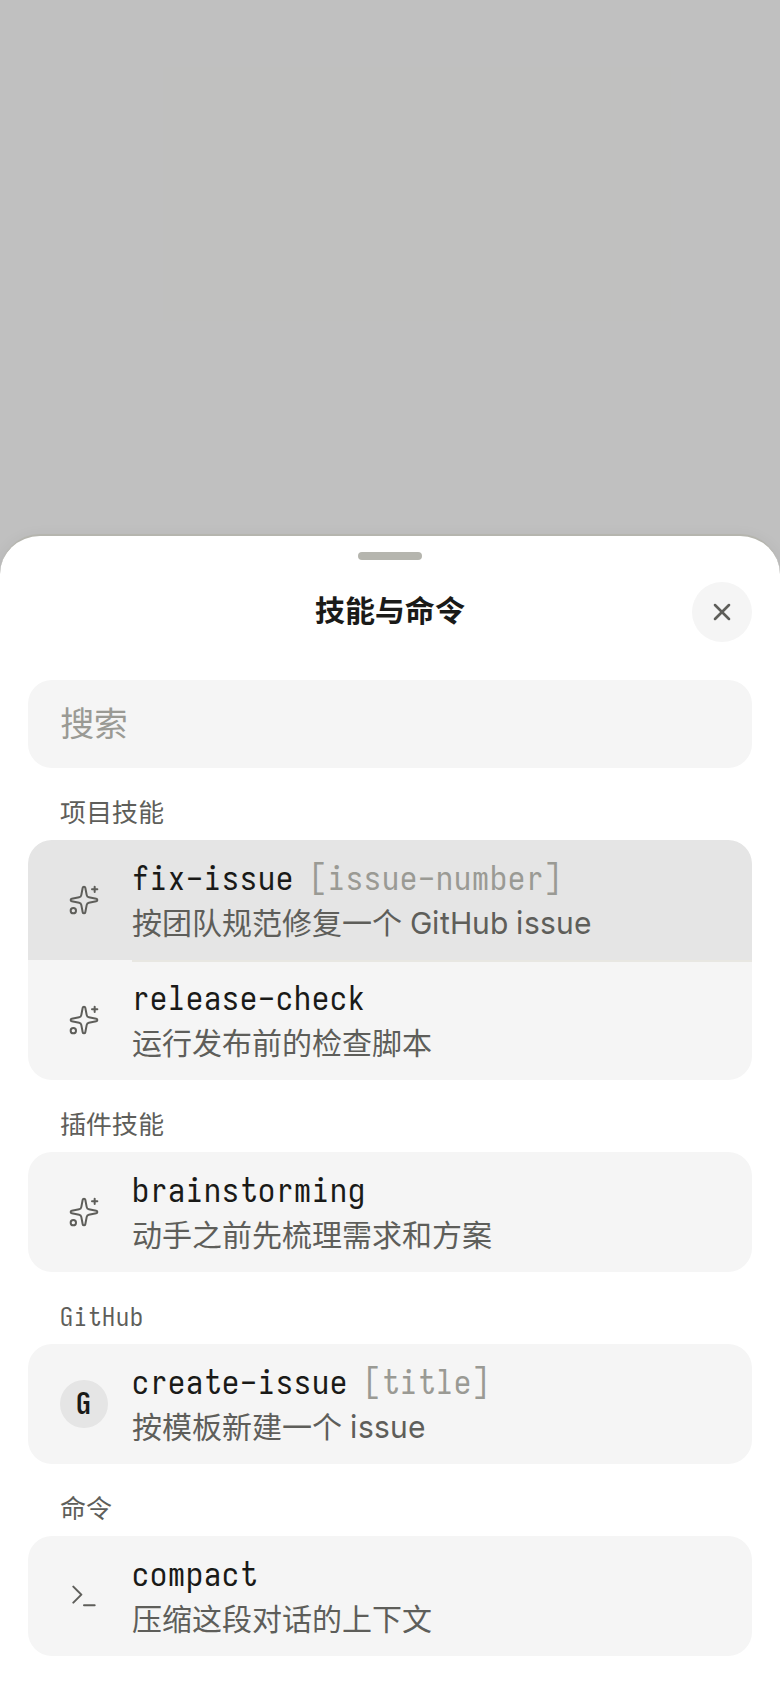 技能与命令
搜索
项目技能
fix-issue [issue-number]
按团队规范修复一个 GitHub issue
release-check
运行发布前的检查脚本
插件技能
brainstorming
动手之前先梳理需求和方案
GitHub
G
create-issue [title]
按模板新建一个 issue
命令
compact
压缩这段对话的上下文